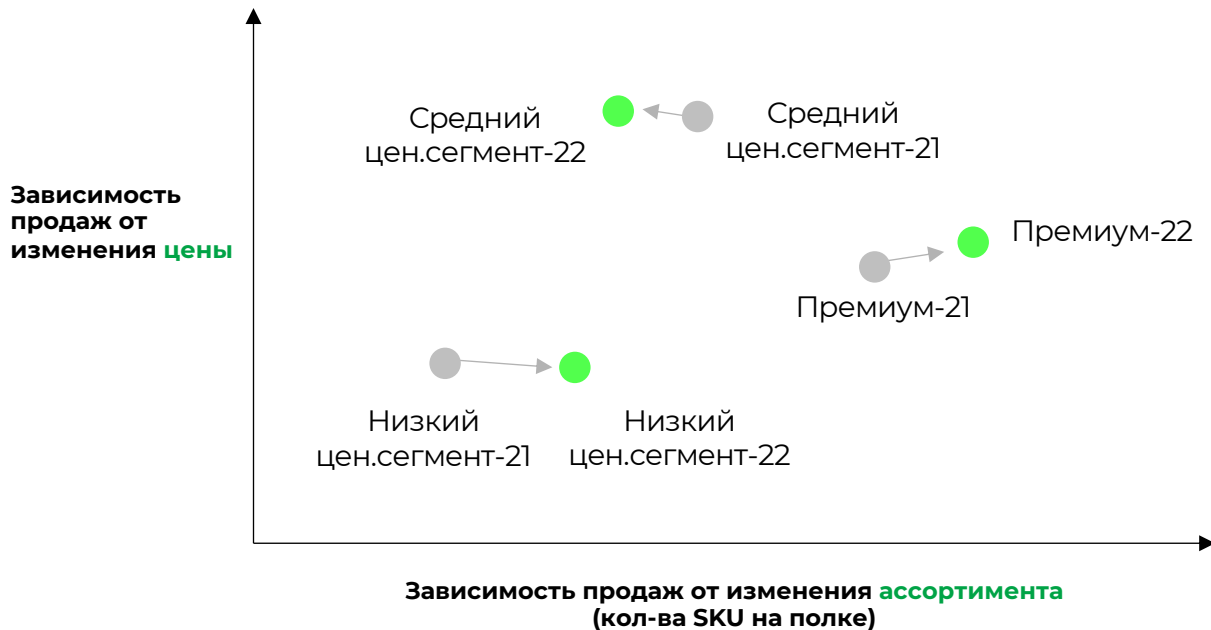 Средний
цен.сегмент-22
Средний
цен.сегмент-21
Зависимость
продаж от
изменения цены
Премиум-22
Премиум-21
Низкий
цен.сегмент-21
Низкий
цен.сегмент-22
Зависимость продаж от изменения ассортимента
(кол-ва SKU на полке)